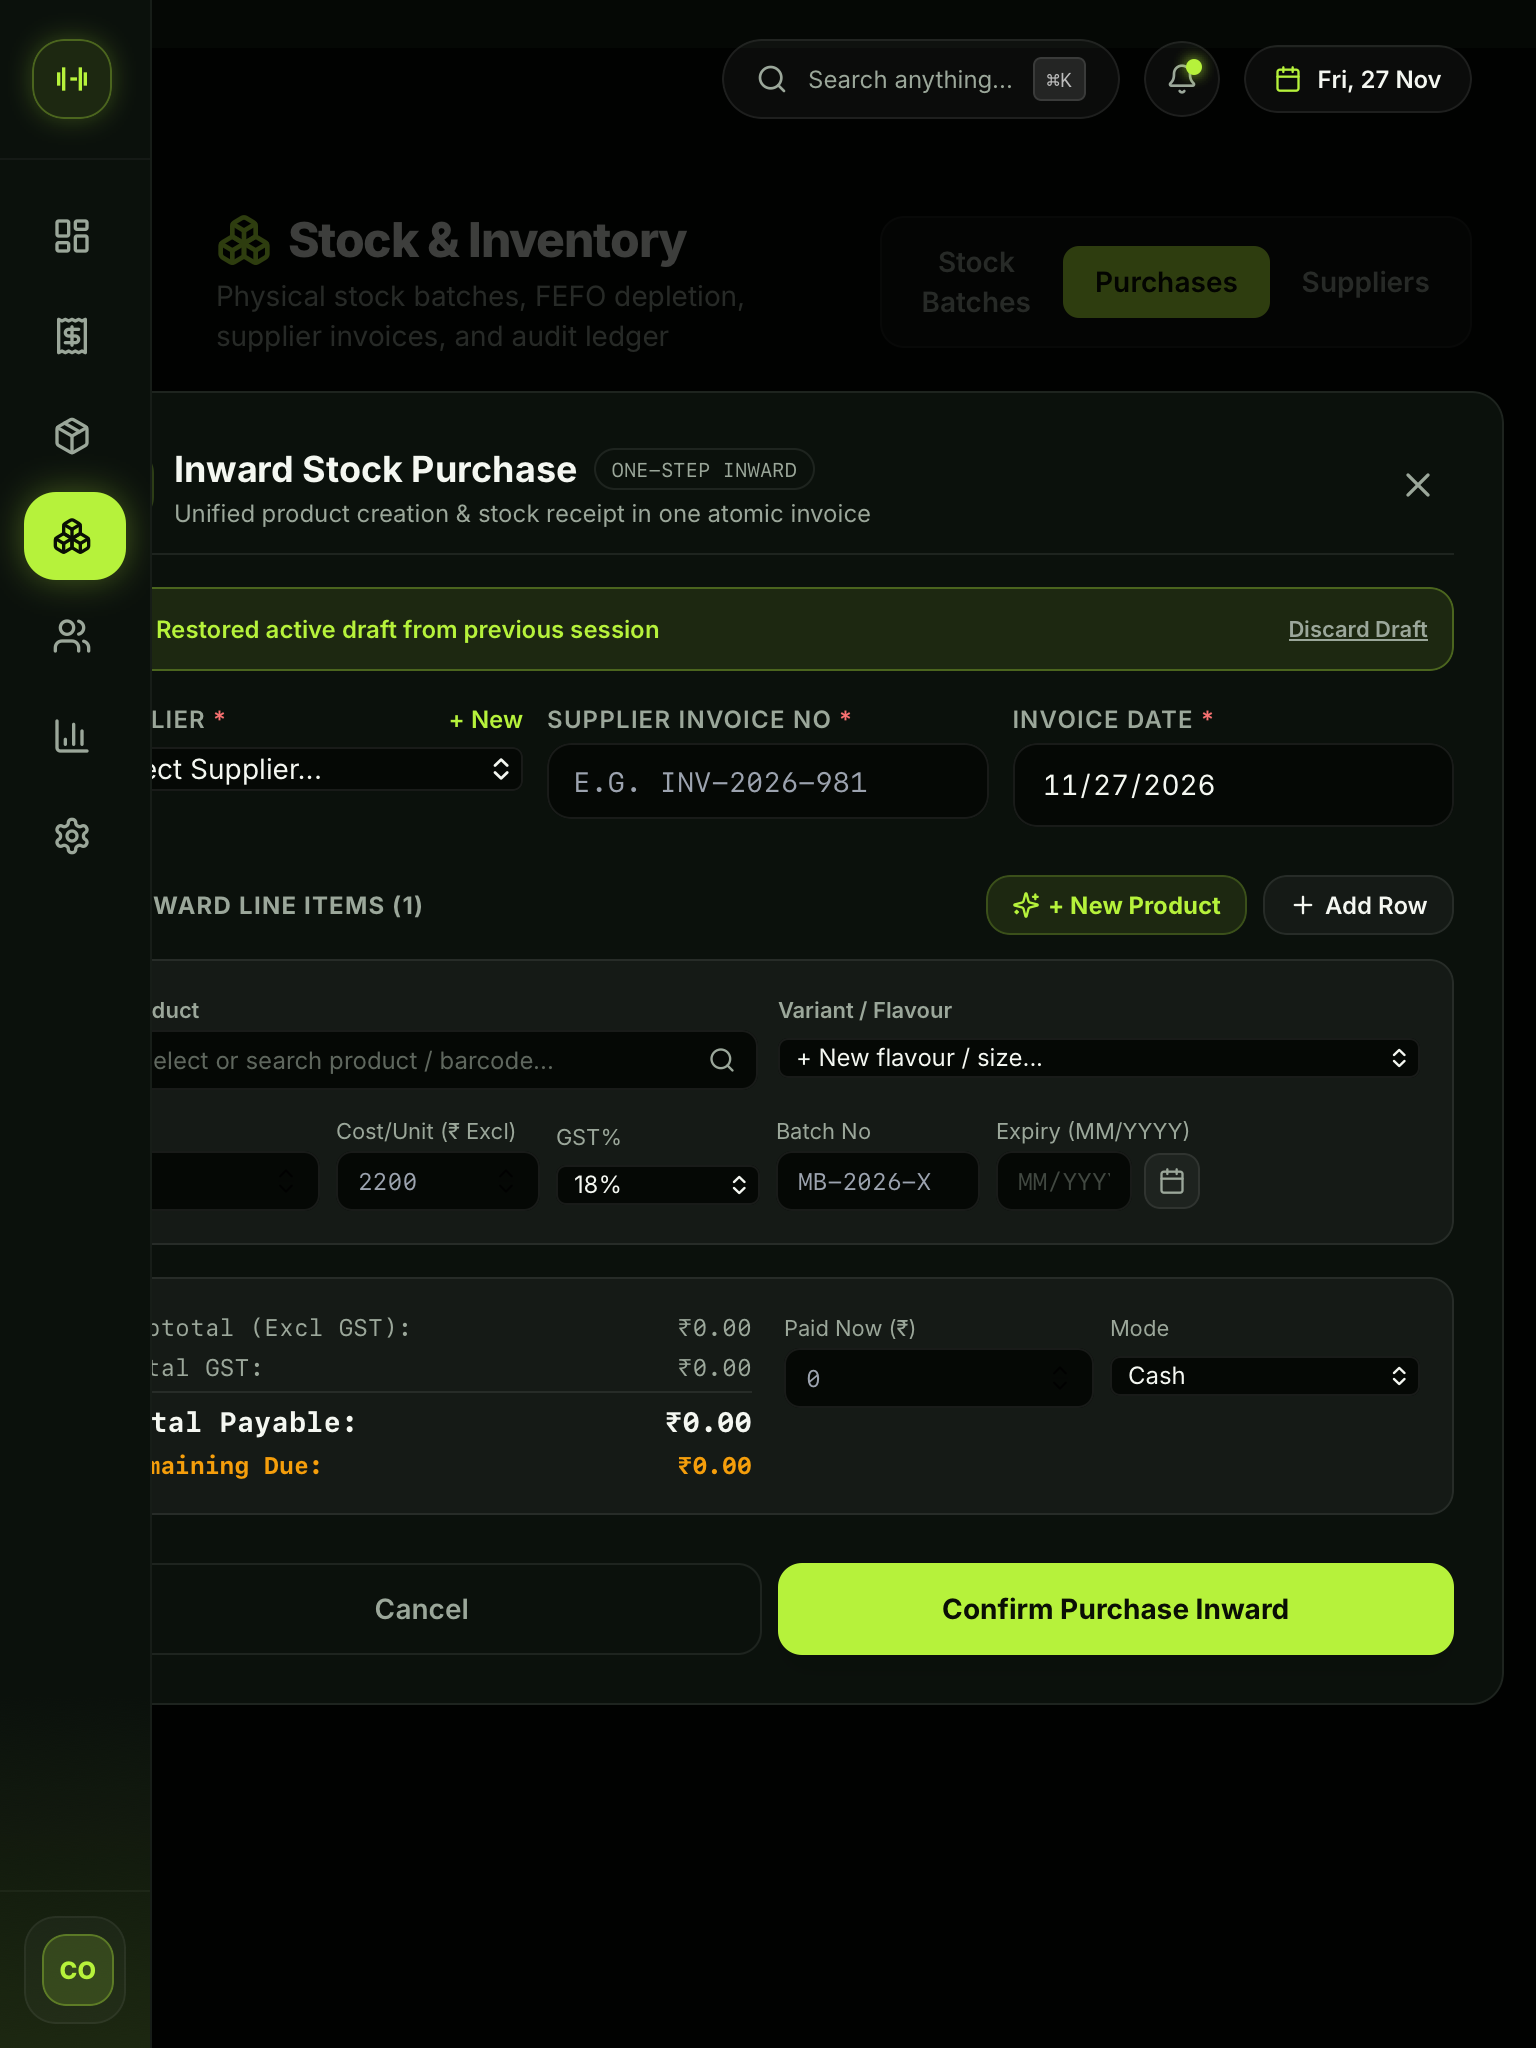 Search anything... ⌘K
Fri, 27 Nov
Stock & Inventory
Physical stock batches, FEFO depletion,
supplier invoices, and audit ledger
Stock
Batches
Purchases
Suppliers
Inward Stock Purchase
ONE-STEP INWARD
Unified product creation & stock receipt in one atomic invoice
Restored active draft from previous session
Discard Draft
LIER *
+ New
SUPPLIER INVOICE NO *
INVOICE DATE *
ect Supplier...
E.G. INV-2026-981
11/27/2026
WARD LINE ITEMS (1)
+ New Product
Add Row
duct
Variant / Flavour
elect or search product / barcode...
+ New flavour / size...
Cost/Unit (₹ Excl)
GST%
Batch No
Expiry (MM/YYYY)
2200
18%
MB-2026-X
MM/YYY
btotal (Excl GST):
₹0.00
Paid Now (₹)
Mode
tal GST:
₹0.00
0
Cash
tal Payable:
₹0.00
maining Due:
₹0.00
Cancel
Confirm Purchase Inward
CO